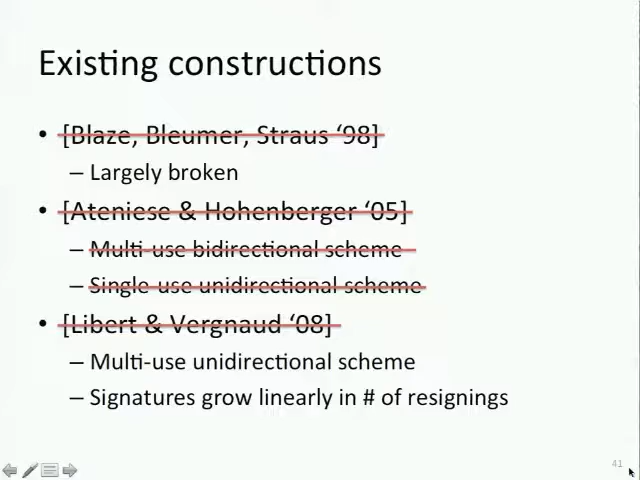 Existing constructions
• [Blaze, Bleumer, Straus ‘98]
– Largely broken
• [Ateniese & Hohenberger ‘05]
– Multi-use bidirectional scheme
– Single-use unidirectional scheme
• [Libert & Vergnaud ‘08]
– Multi-use unidirectional scheme
– Signatures grow linearly in # of resignings
41